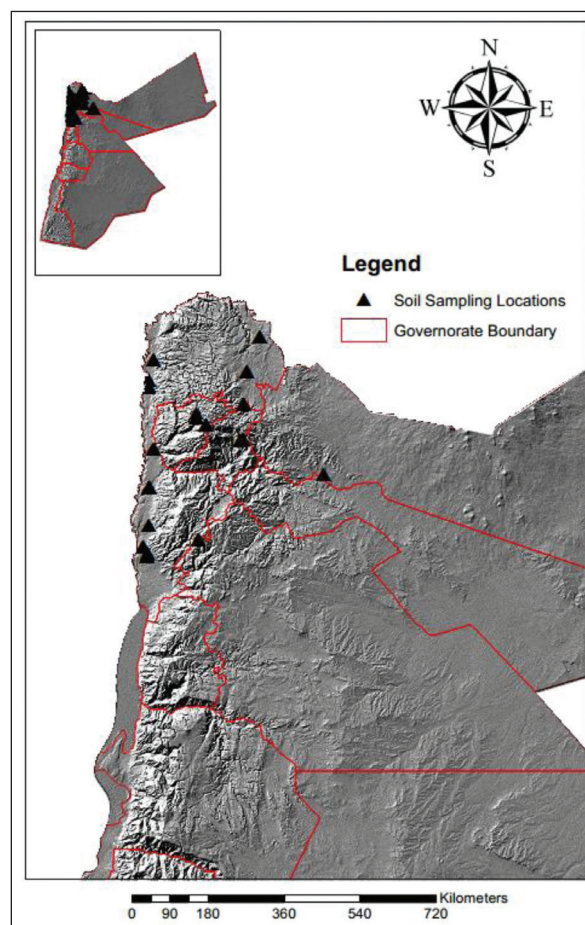 N
W E
S
Legend
Soil Sampling Locations
Governorate Boundary
Kilometers
0 90 180 360 540 720